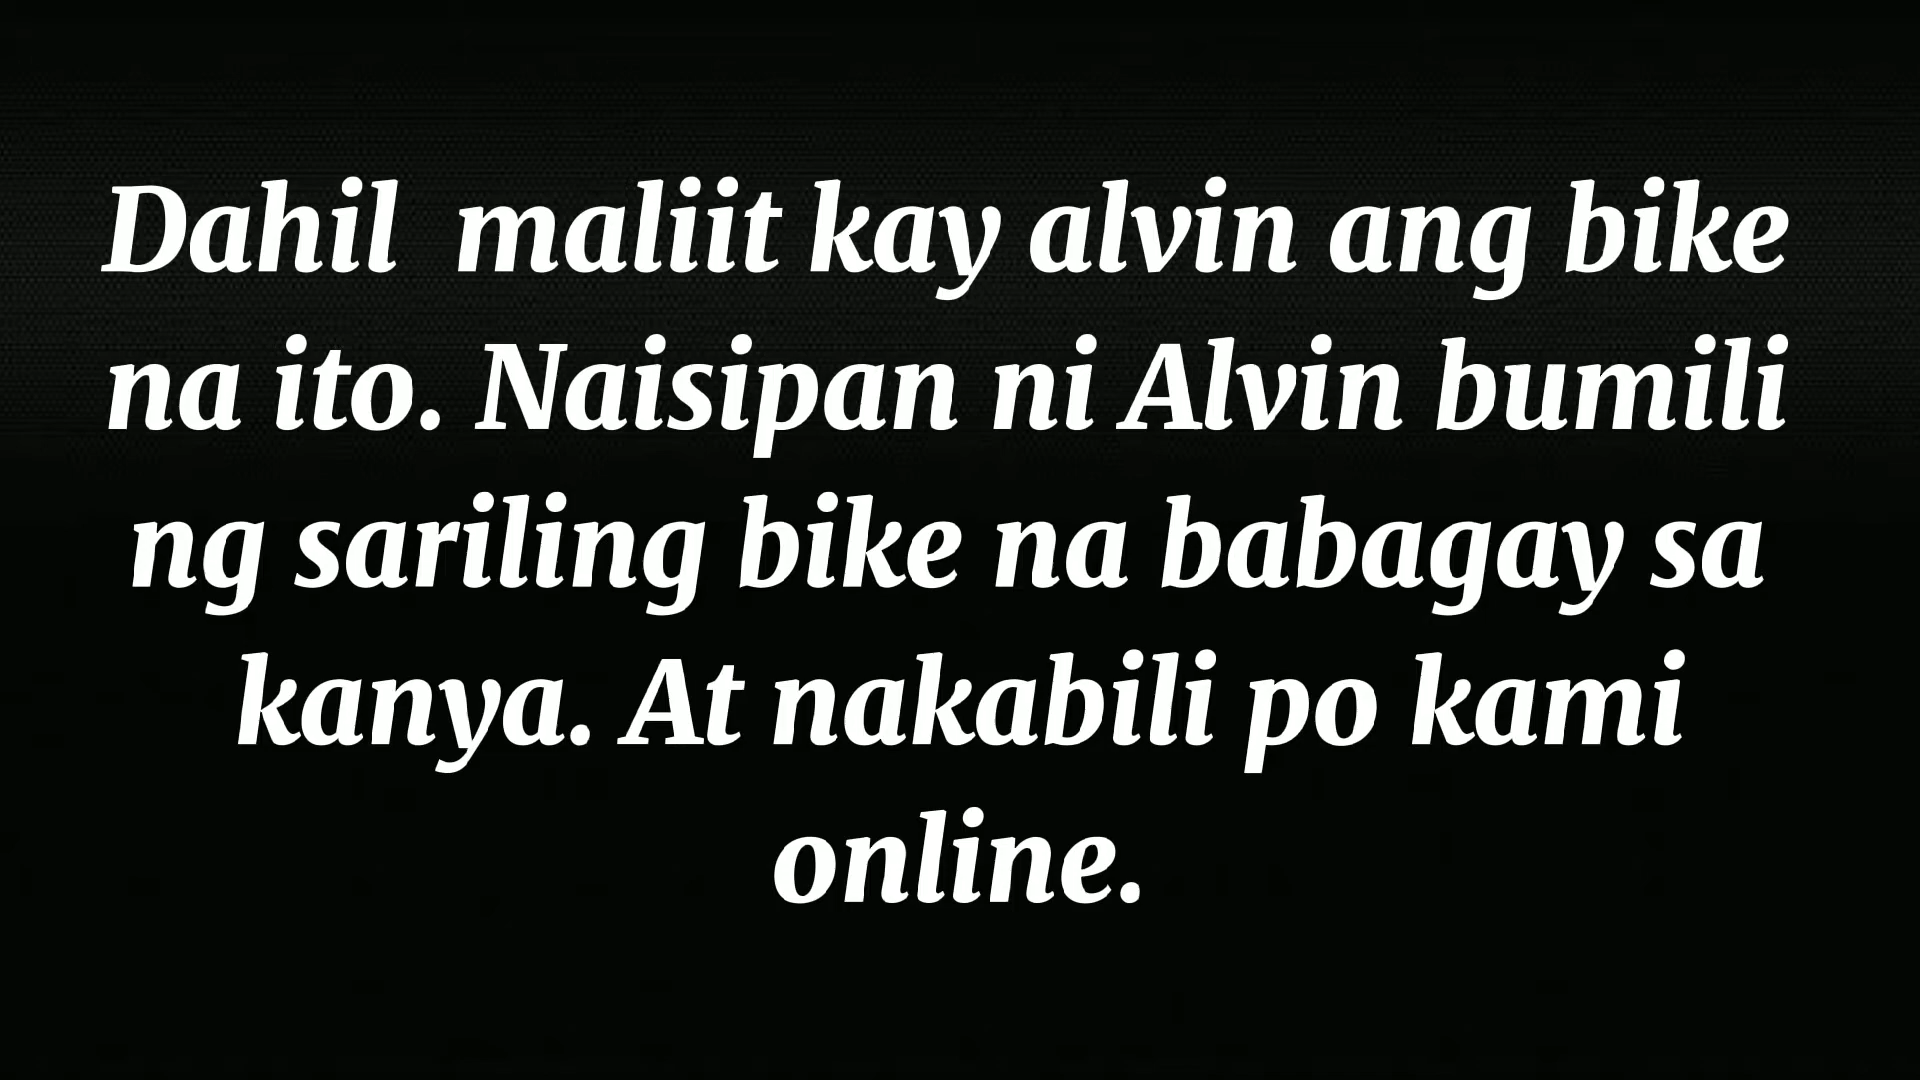 Dahil  maliit kay alvin ang bike
na ito. Naisipan ni Alvin bumili
ng sariling bike na babagay sa
kanya. At nakabili po kami
online.